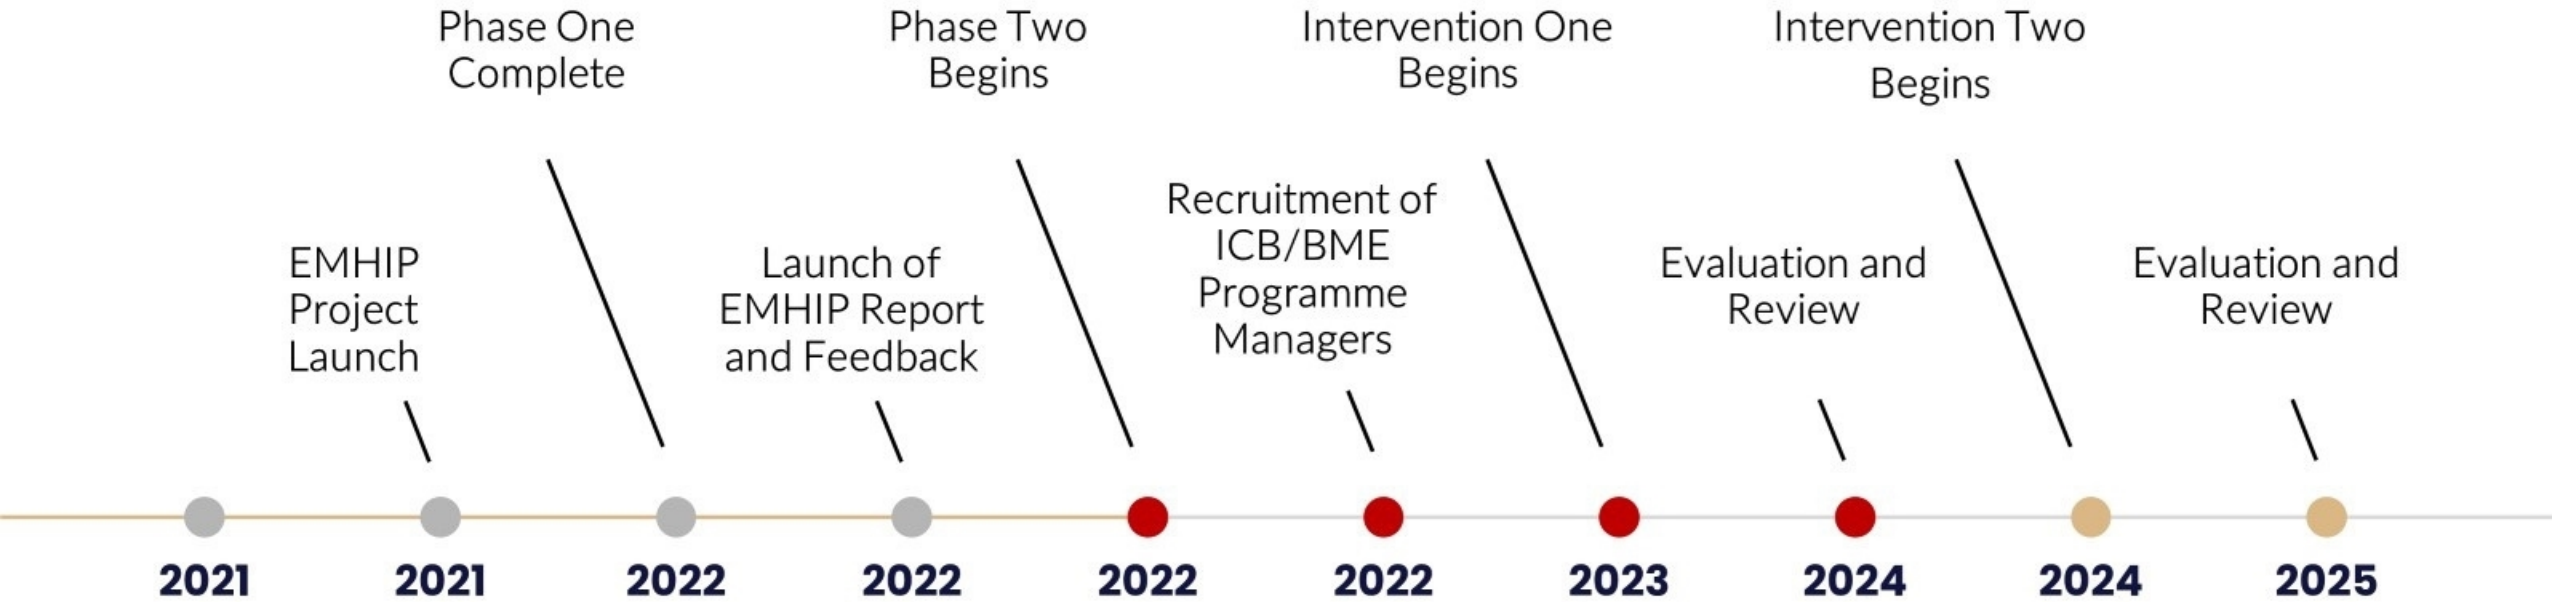 Phase One
Complete
Phase Two
Begins
Intervention One
Begins
Intervention Two
Begins
EMHIP
Project
Launch
Launch of
EMHIP Report
and Feedback
Recruitment of
ICB/BME
Programme
Managers
Evaluation and
Review
Evaluation and
Review
2021
2021
2022
2022
2022
2022
2023
2024
2024
2025